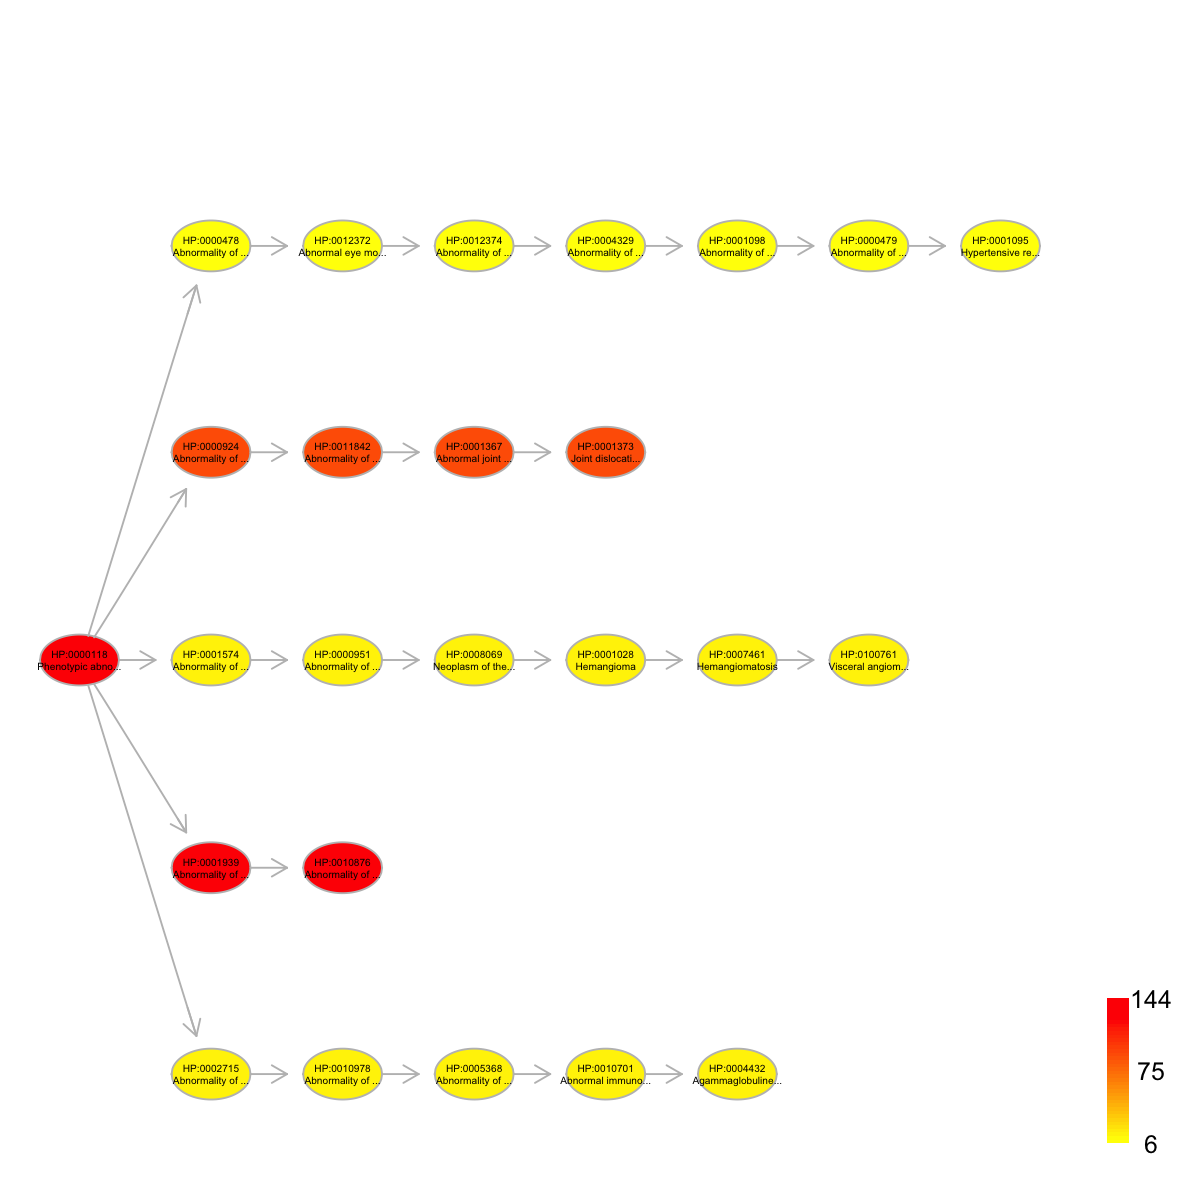 HP:0000478
Abnormality of ...
HP:0012372
Abnormal eye mo...
HP:0012374
Abnormality of ...
HP:0004329
Abnormality of ...
HP:0001098
Abnormality of ...
HP:0000479
Abnormality of ...
HP:0001095
Hypertensive re...
HP:0000924
Abnormality of ...
HP:0011842
Abnormality of ...
HP:0001367
Abnormal joint ...
HP:0001373
Joint dislocati...
HP:0000118
Phenotypic abno...
HP:0001574
Abnormality of ...
HP:0000951
Abnormality of ...
HP:0008069
Neoplasm of the...
HP:0001028
Hemangioma
HP:0007461
Hemangiomatosis
HP:0100761
Visceral angiom...
HP:0001939
Abnormality of ...
HP:0010876
Abnormality of ...
HP:0002715
Abnormality of ...
HP:0010978
Abnormality of ...
HP:0005368
Abnormality of ...
HP:0010701
Abnormal immuno...
HP:0004432
Agammaglobuline...
144
75
6